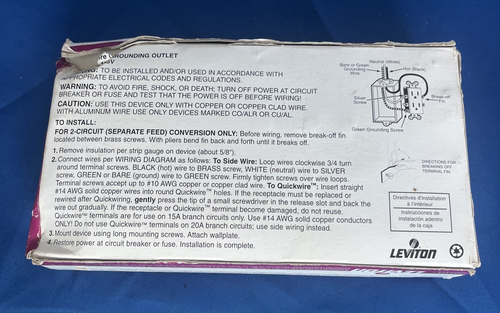 GROUNDING OUTLET
TO BE INSTALLED AND/OR USED IN ACCORDANCE WITH
APPROPRIATE ELECTRICAL CODES AND REGULATIONS.
WARNING: TO AVOID FIRE, SHOCK, OR DEATH; TURN OFF POWER AT CIRCUIT
BREAKER OR FUSE AND TEST THAT THE POWER IS OFF BEFORE WIRING!
CAUTION: USE THIS DEVICE ONLY WITH COPPER OR COPPER CLAD WIRE.
WITH ALUMINUM WIRE USE ONLY DEVICES MARKED CO/ALR OR CU/AL.
TO INSTALL:
FOR 2-CIRCUIT (SEPARATE FEED) CONVERSION ONLY: Before wiring, remove break-off fin
located between brass screws. With pliers bend fin back and forth until it breaks off.
1. Remove insulation per strip gauge on device (about 5/8").
2. Connect wires per WIRING DIAGRAM as follows: To Side Wire: Loop wires clockwise 3/4 turn
around terminal screws. BLACK (hot) wire to BRASS screw, WHITE (neutral) wire to SILVER
screw, GREEN or BARE (ground) wire to GREEN screw. Firmly tighten screws over wire loops.
Terminal screws accept up to #10 AWG copper or copper clad wire. To Quickwire™: Insert straight
#14 AWG solid copper wires into round Quickwire™ holes. If the receptacle must be replaced or
rewired after Quickwiring, gently press the tip of a small screwdriver in the release slot and back the
wire out gradually. If the receptacle or Quickwire™ terminal become damaged, do not reuse.
Quickwire™ terminals are for use on 15A branch circuits only. Use #14 AWG solid copper conductors
ONLY! Do not use Quickwire™ terminals on 20A branch circuits; use side wiring instead.
3. Mount device using long mounting screws. Attach wallplate.
4. Restore power at circuit breaker or fuse. Installation is complete.
Neutral (White)
Bare or Green
Grounding
Wire
Hot (Black)
Silver
Screw
Break-off
Fin
Green Grounding Screw
DIRECTIONS FOR
BREAKING OFF
TERMINAL FIN
Directives d'installation
à l'intérieur
Instrucciones de
instalación adentro
de la caja
LEVITON